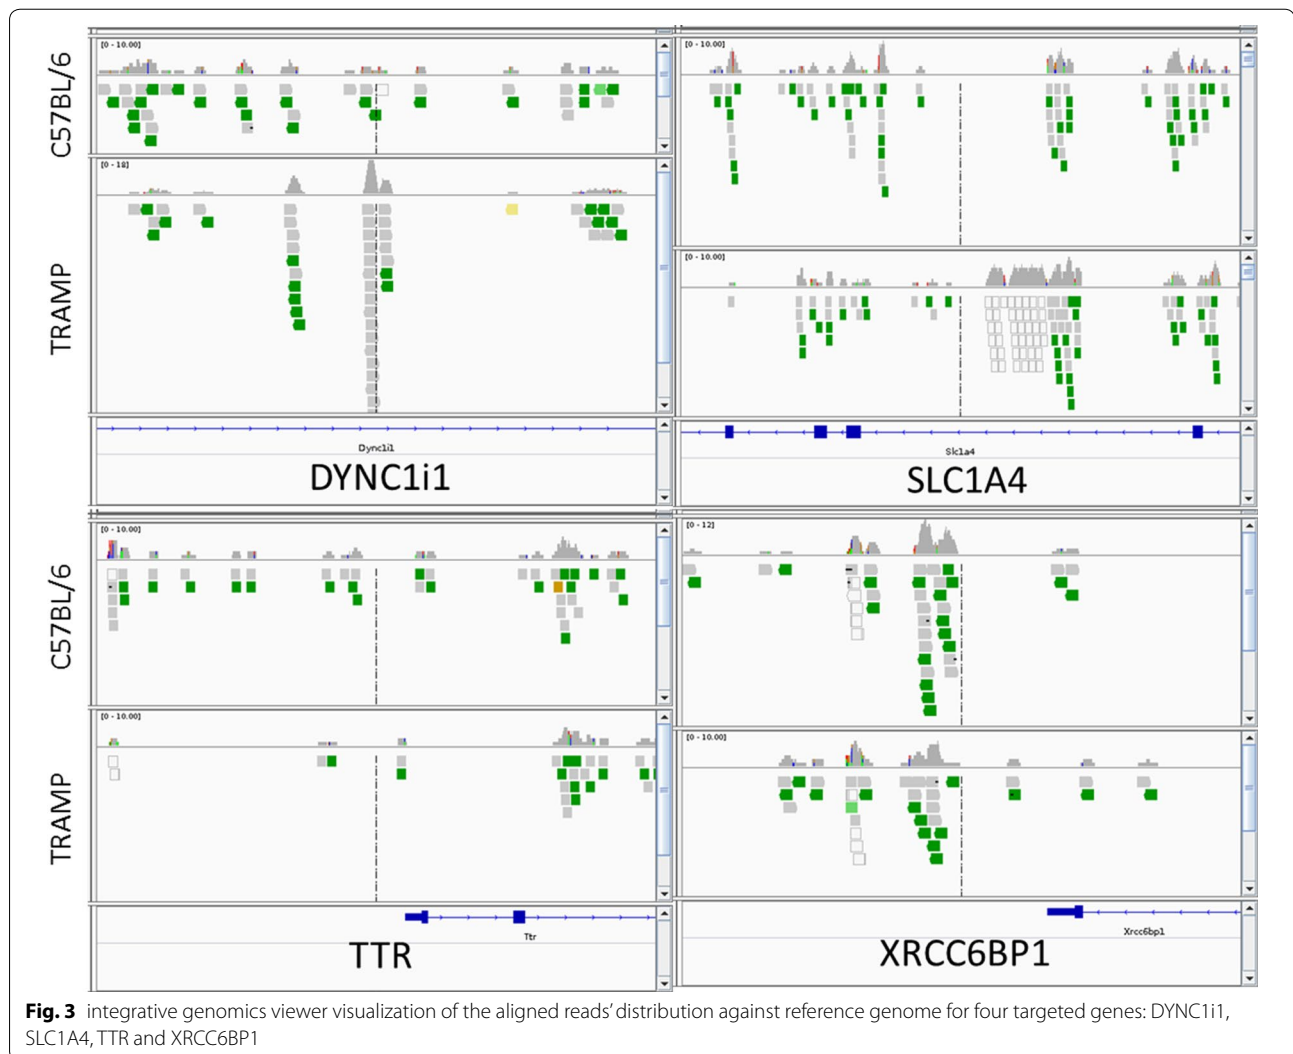 C57BL/6
[0 - 10.00]
[0 - 10.00]
TRAMP
[0 - 18]
[0 - 10.00]
Dync1i1
Slc1a4
DYNC1i1
SLC1A4
C57BL/6
[0 - 10.00]
[0 - 12]
TRAMP
[0 - 10.00]
[0 - 10.00]
Ttr
Xrcc6bp1
TTR
XRCC6BP1
Fig. 3 integrative genomics viewer visualization of the aligned reads’ distribution against reference genome for four targeted genes: DYNC1i1,
SLC1A4, TTR and XRCC6BP1